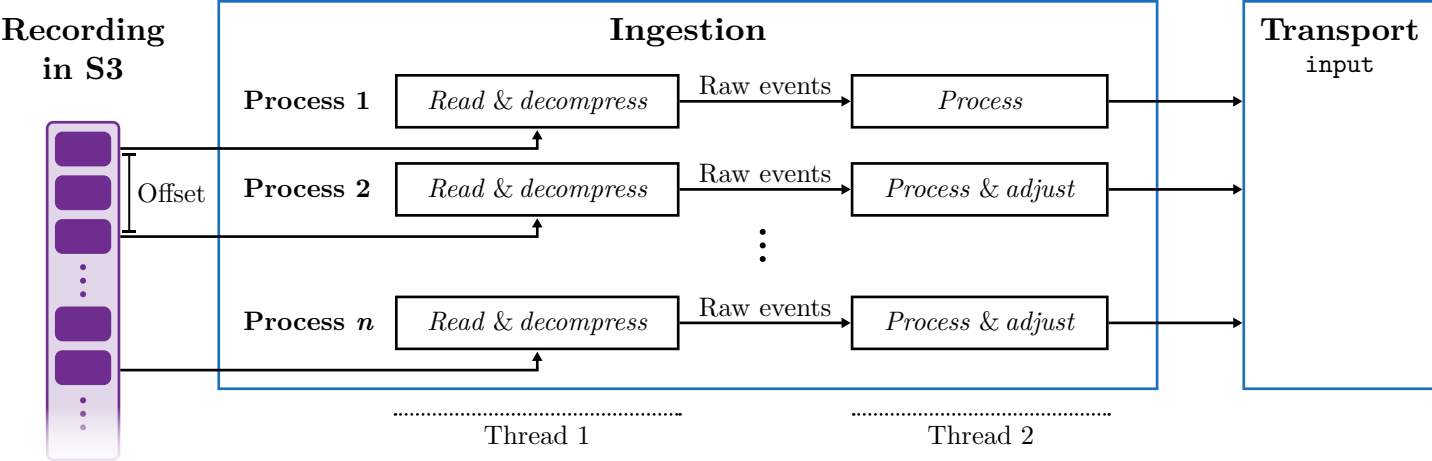 Recording
in S3
Ingestion
Transport
input
Process 1
Read & decompress
Raw events
Process
Offset
Process 2
Read & decompress
Raw events
Process & adjust
Process n
Read & decompress
Raw events
Process & adjust
Thread 1
Thread 2